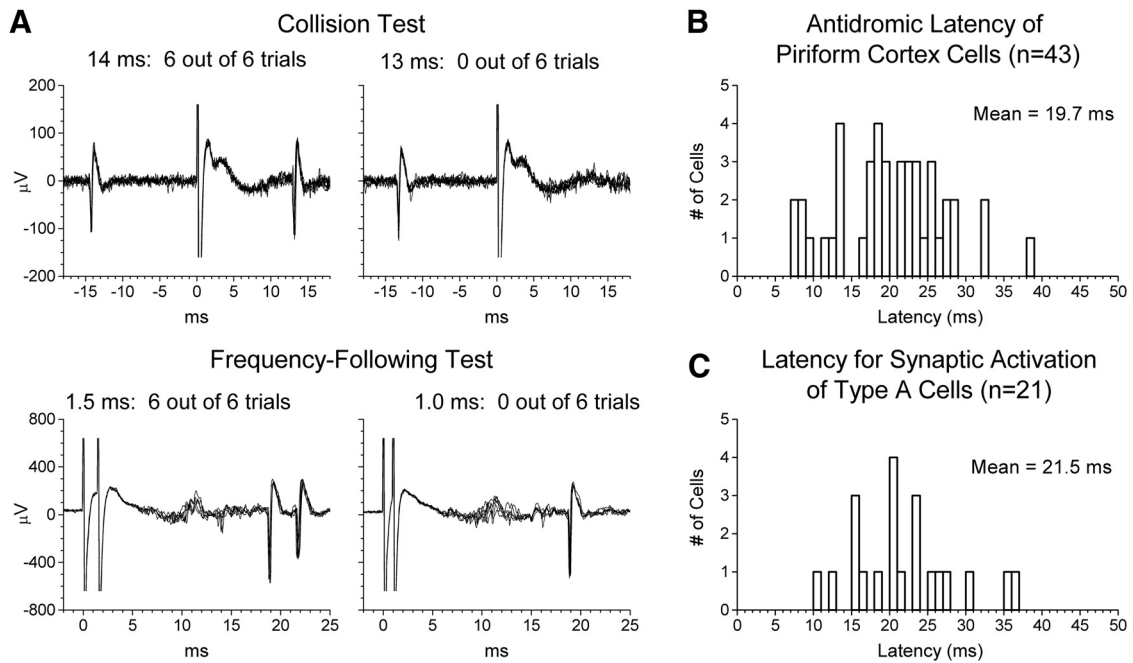 A
Collision Test
14 ms: 6 out of 6 trials
13 ms: 0 out of 6 trials
200
100
0
-100
-200
µV
-15 -10 -5 0 5 10 15
ms
-15 -10 -5 0 5 10 15
ms
Frequency-Following Test
1.5 ms: 6 out of 6 trials
1.0 ms: 0 out of 6 trials
800
400
0
-400
-800
µV
0 5 10 15 20 25
ms
0 5 10 15 20 25
ms
B
Antidromic Latency of
Piriform Cortex Cells (n=43)
Mean = 19.7 ms
5
4
3
2
1
0
# of Cells
0 5 10 15 20 25 30 35 40 45 50
Latency (ms)
C
Latency for Synaptic Activation
of Type A Cells (n=21)
Mean = 21.5 ms
5
4
3
2
1
0
# of Cells
0 5 10 15 20 25 30 35 40 45 50
Latency (ms)